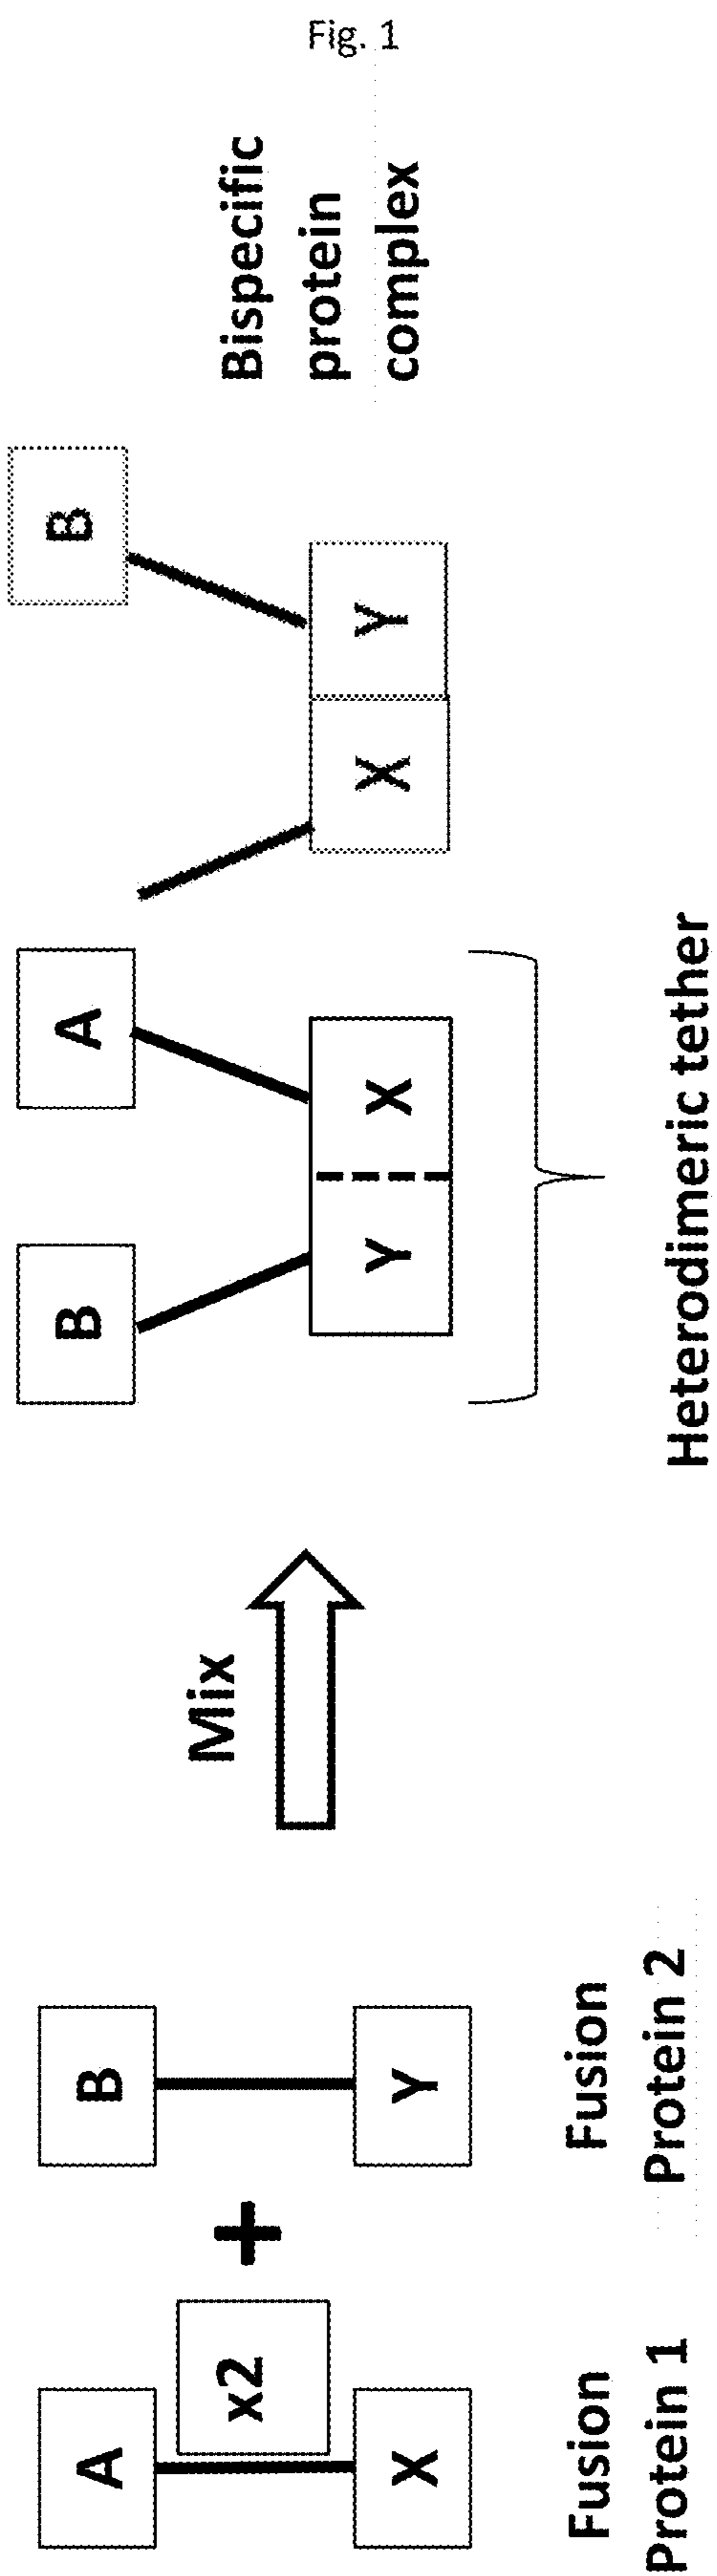 Fig. 1
A
x2
X
Fusion
Protein 1
+
B
Y
Fusion
Protein 2
Mix
B
A
Y
X
Heterodimeric tether
B
X
Y
Bispecific
protein
complex